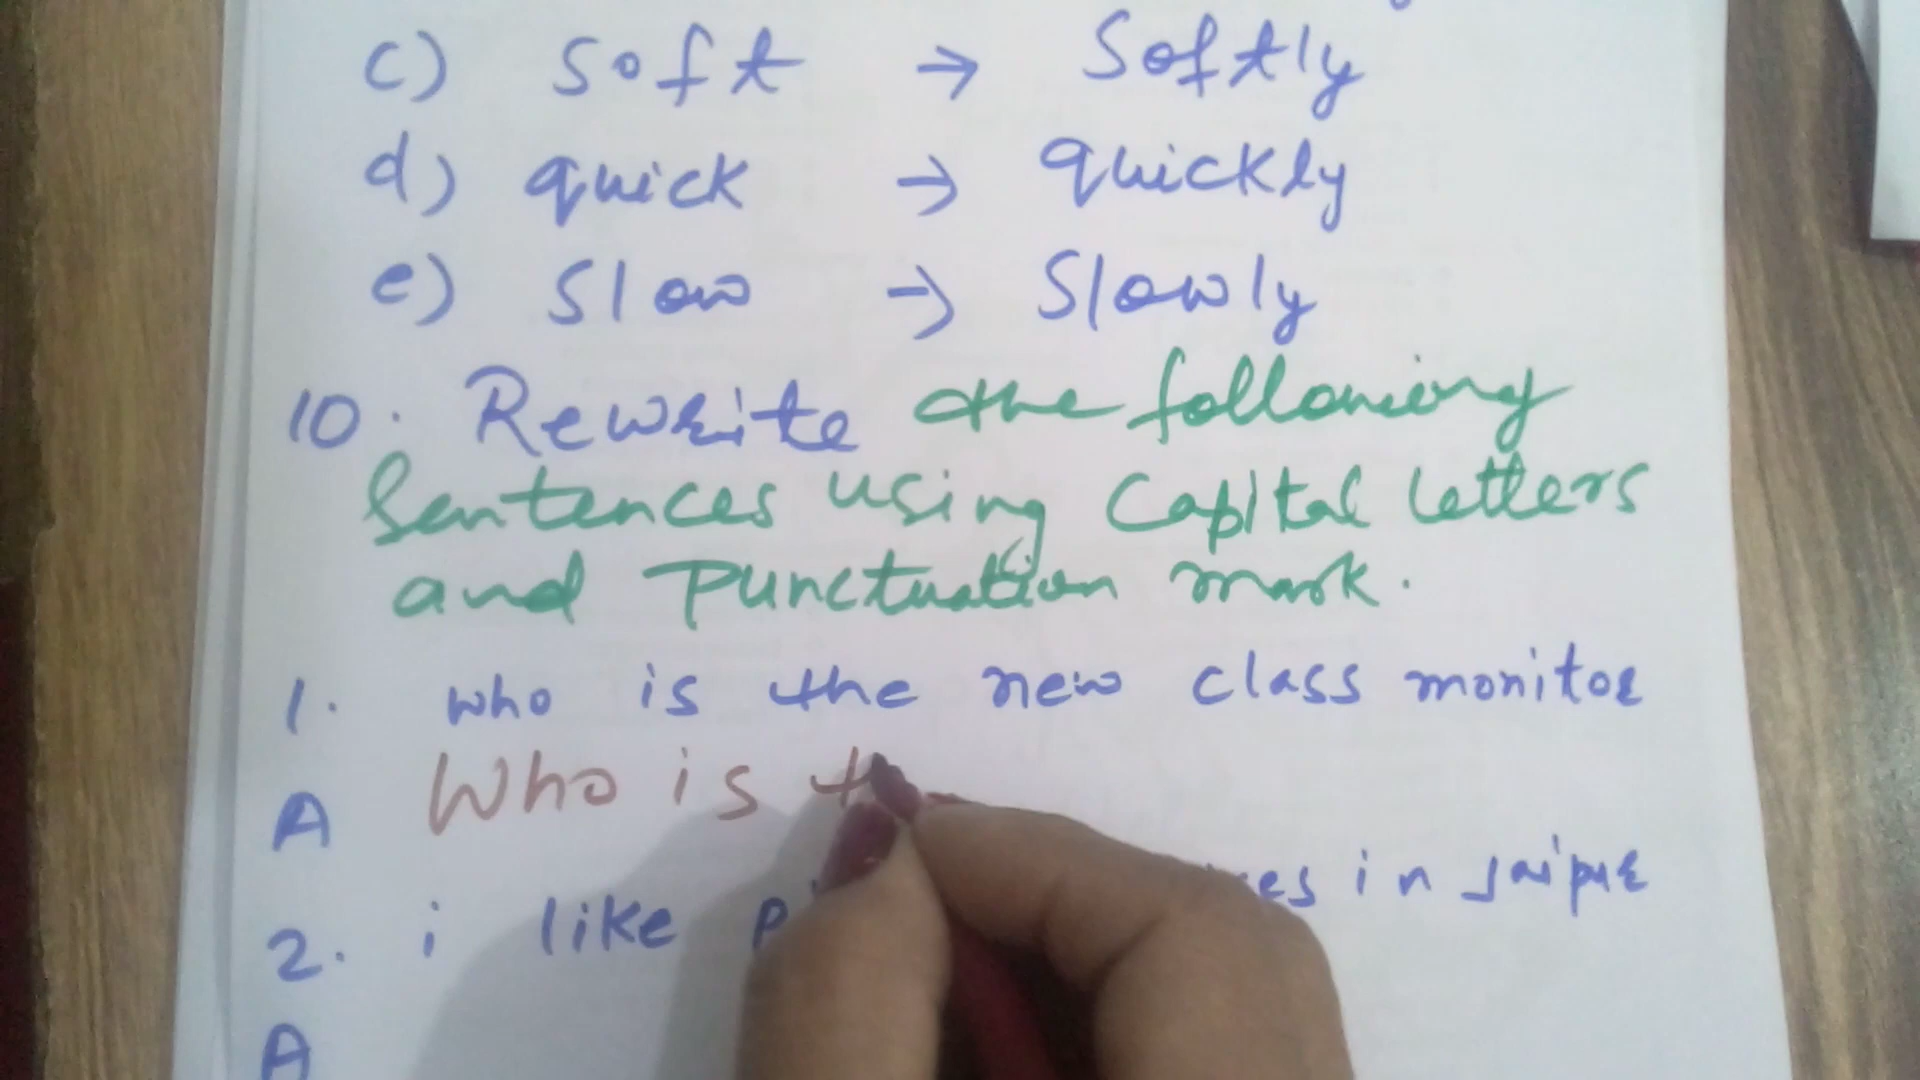 c) soft → Softly
d) quick → quickly
e) slow → Slowly
10. Rewrite the following
Sentences using Capital letters
and Punctuation mark.
1. who is the new class monitor
A Who is
2. i like in jaipur
A